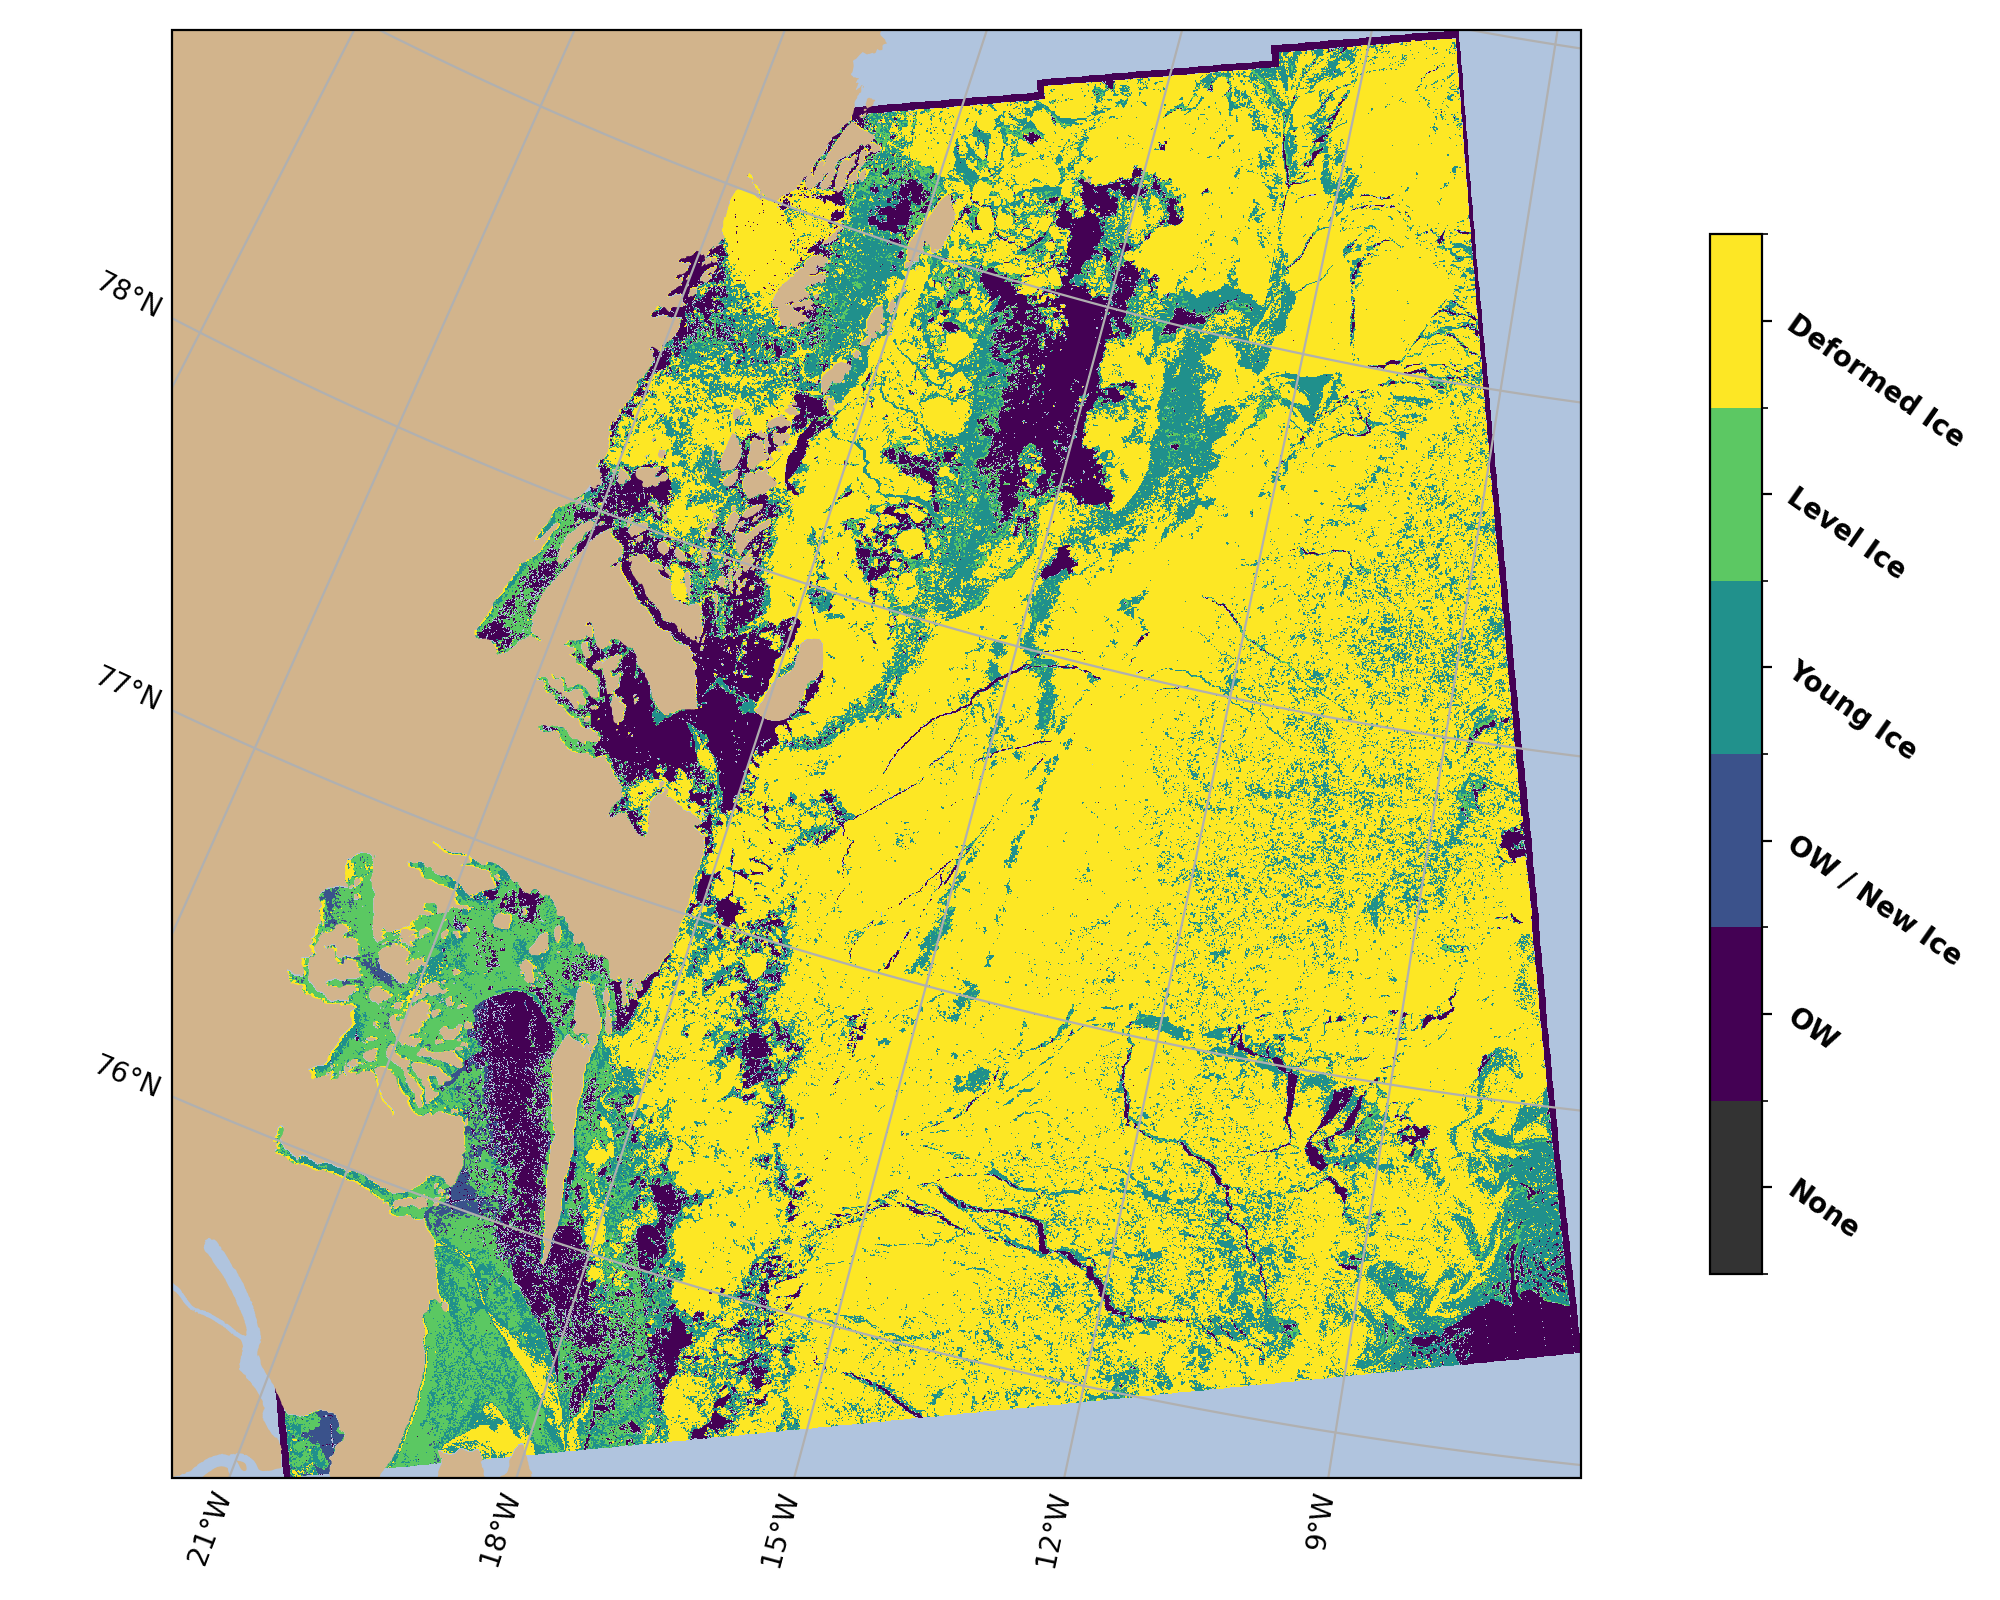 78°N
77°N
76°N
21°W
18°W
15°W
12°W
9°W
Deformed Ice
Level Ice
Young Ice
OW / New Ice
OW
None